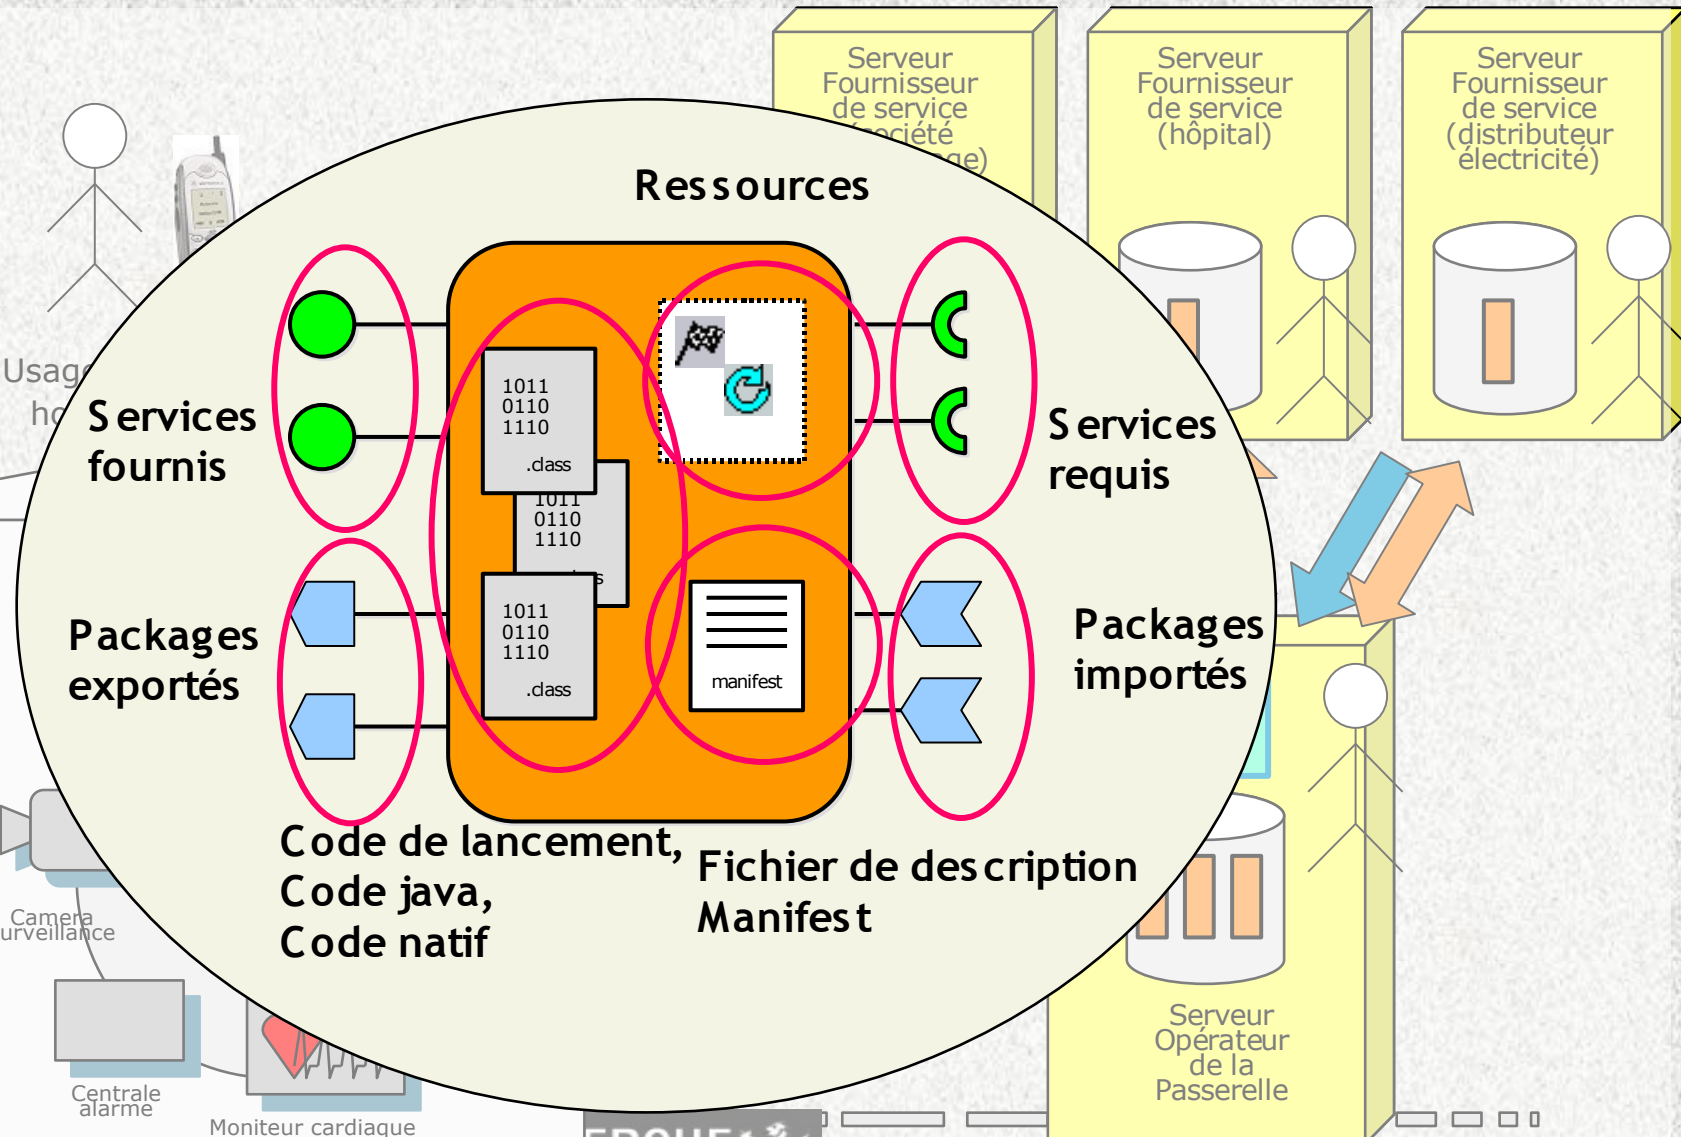 Serveur
Fournisseur
de service
Serveur
Fournisseur
de service
(hôpital)
Serveur
Fournisseur
de service
(distributeur
électricité)
Ressources
Services
fournis
1011
0110
1110
.class
1011
0110
1110
1011
0110
1110
.class
manifest
Services
requis
Packages
exportés
Packages
importés
Code de lancement,
Code java,
Code natif
Fichier de description
Manifest
Camera
Centrale
alarme
Moniteur cardiaque
Serveur
Opérateur
de la
Passerelle